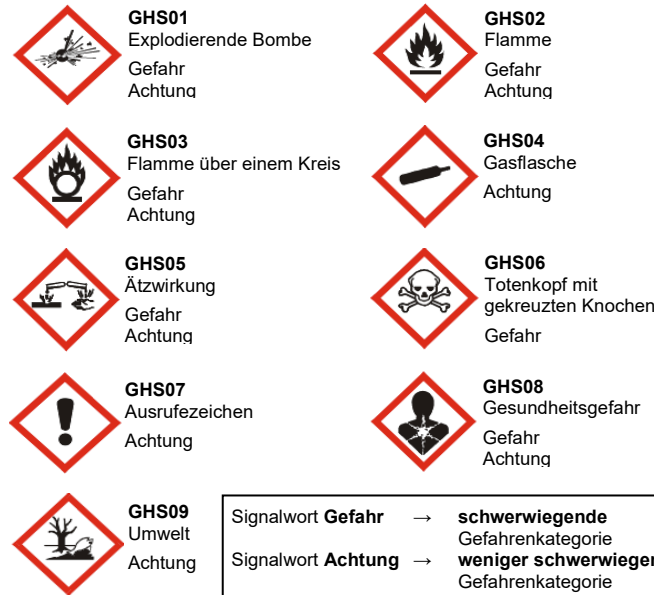 GHS01
Explodierende Bombe
Gefahr
Achtung
GHS02
Flamme
Gefahr
Achtung
GHS03
Flamme über einem Kreis
Gefahr
Achtung
GHS04
Gasflasche
Achtung
GHS05
Ätzwirkung
Gefahr
Achtung
GHS06
Totenkopf mit
gekreuzten Knochen
Gefahr
GHS07
Ausrufezeichen
Achtung
GHS08
Gesundheitsgefahr
Gefahr
Achtung
GHS09
Umwelt
Achtung
Signalwort Gefahr → schwerwiegende
Gefahrenkategorie
Signalwort Achtung → weniger
Gefahrenkategorie